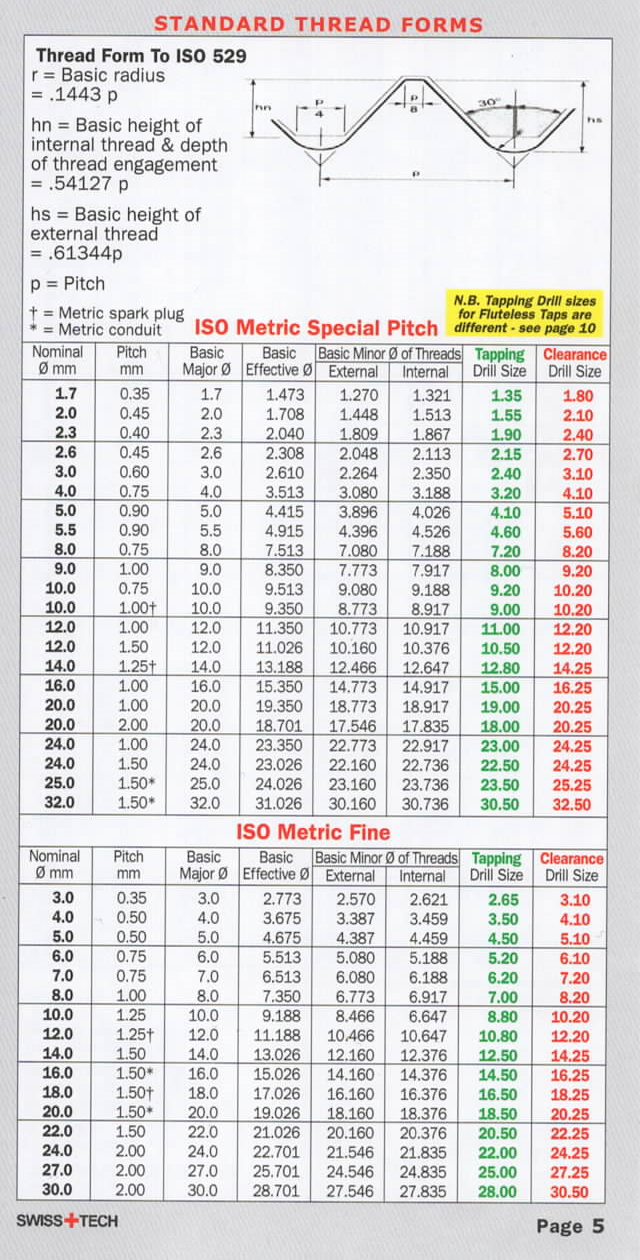 STANDARD THREAD FORMS
Thread Form To ISO 529
r = Basic radius
= .1443 p
hn = Basic height of
internal thread & depth
of thread engagement
= .54127 p
hs = Basic height of
external thread
= .61344p
p = Pitch
† = Metric spark plug
* = Metric conduit
hn
P
4
P
8
30°
hs
P
N.B. Tapping Drill sizes
for Fluteless Taps are
different - see page 10
ISO Metric Special Pitch
Nominal Pitch Basic Basic Basic Minor Ø of Threads Tapping Clearance
Ø mm mm Major Ø Effective Ø External Internal Drill Size Drill Size
1.7 0.35 1.7 1.473 1.270 1.321 1.35 1.80
2.0 0.45 2.0 1.708 1.448 1.513 1.55 2.10
2.3 0.40 2.3 2.040 1.809 1.867 1.90 2.40
2.6 0.45 2.6 2.308 2.048 2.113 2.15 2.70
3.0 0.60 3.0 2.610 2.264 2.350 2.40 3.10
4.0 0.75 4.0 3.513 3.080 3.188 3.20 4.10
5.0 0.90 5.0 4.415 3.896 4.026 4.10 5.10
5.5 0.90 5.5 4.915 4.396 4.526 4.60 5.60
8.0 0.75 8.0 7.513 7.080 7.188 7.20 8.20
9.0 1.00 9.0 8.350 7.773 7.917 8.00 9.20
10.0 0.75 10.0 9.513 9.080 9.188 9.20 10.20
10.0 1.00† 10.0 9.350 8.773 8.917 9.00 10.20
12.0 1.00 12.0 11.350 10.773 10.917 11.00 12.20
12.0 1.50 12.0 11.026 10.160 10.376 10.50 12.20
14.0 1.25† 14.0 13.188 12.466 12.647 12.80 14.25
16.0 1.00 16.0 15.350 14.773 14.917 15.00 16.25
20.0 1.00 20.0 19.350 18.773 18.917 19.00 20.25
20.0 2.00 20.0 18.701 17.546 17.835 18.00 20.25
24.0 1.00 24.0 23.350 22.773 22.917 23.00 24.25
24.0 1.50 24.0 23.026 22.160 22.736 22.50 24.25
25.0 1.50* 25.0 24.026 23.160 23.736 23.50 25.25
32.0 1.50* 32.0 31.026 30.160 30.736 30.50 32.50
ISO Metric Fine
Nominal Pitch Basic Basic Basic Minor Ø of Threads Tapping Clearance
Ø mm mm Major Ø Effective Ø External Internal Drill Size Drill Size
3.0 0.35 3.0 2.773 2.570 2.621 2.65 3.10
4.0 0.50 4.0 3.675 3.387 3.459 3.50 4.10
5.0 0.50 5.0 4.675 4.387 4.459 4.50 5.10
6.0 0.75 6.0 5.513 5.080 5.188 5.20 6.10
7.0 0.75 7.0 6.513 6.080 6.188 6.20 7.20
8.0 1.00 8.0 7.350 6.773 6.917 7.00 8.20
10.0 1.25 10.0 9.188 8.466 6.647 8.80 10.20
12.0 1.25† 12.0 11.188 10.466 10.647 10.80 12.20
14.0 1.50 14.0 13.026 12.160 12.376 12.50 14.25
16.0 1.50* 16.0 15.026 14.160 14.376 14.50 16.25
18.0 1.50† 18.0 17.026 16.160 16.376 16.50 18.25
20.0 1.50* 20.0 19.026 18.160 18.376 18.50 20.25
22.0 1.50 22.0 21.026 20.160 20.376 20.50 22.25
24.0 2.00 24.0 22.701 21.546 21.835 22.00 24.25
27.0 2.00 27.0 25.701 24.546 24.835 25.00 27.25
30.0 2.00 30.0 28.701 27.546 27.835 28.00 30.50
SWISS+TECH
Page 5